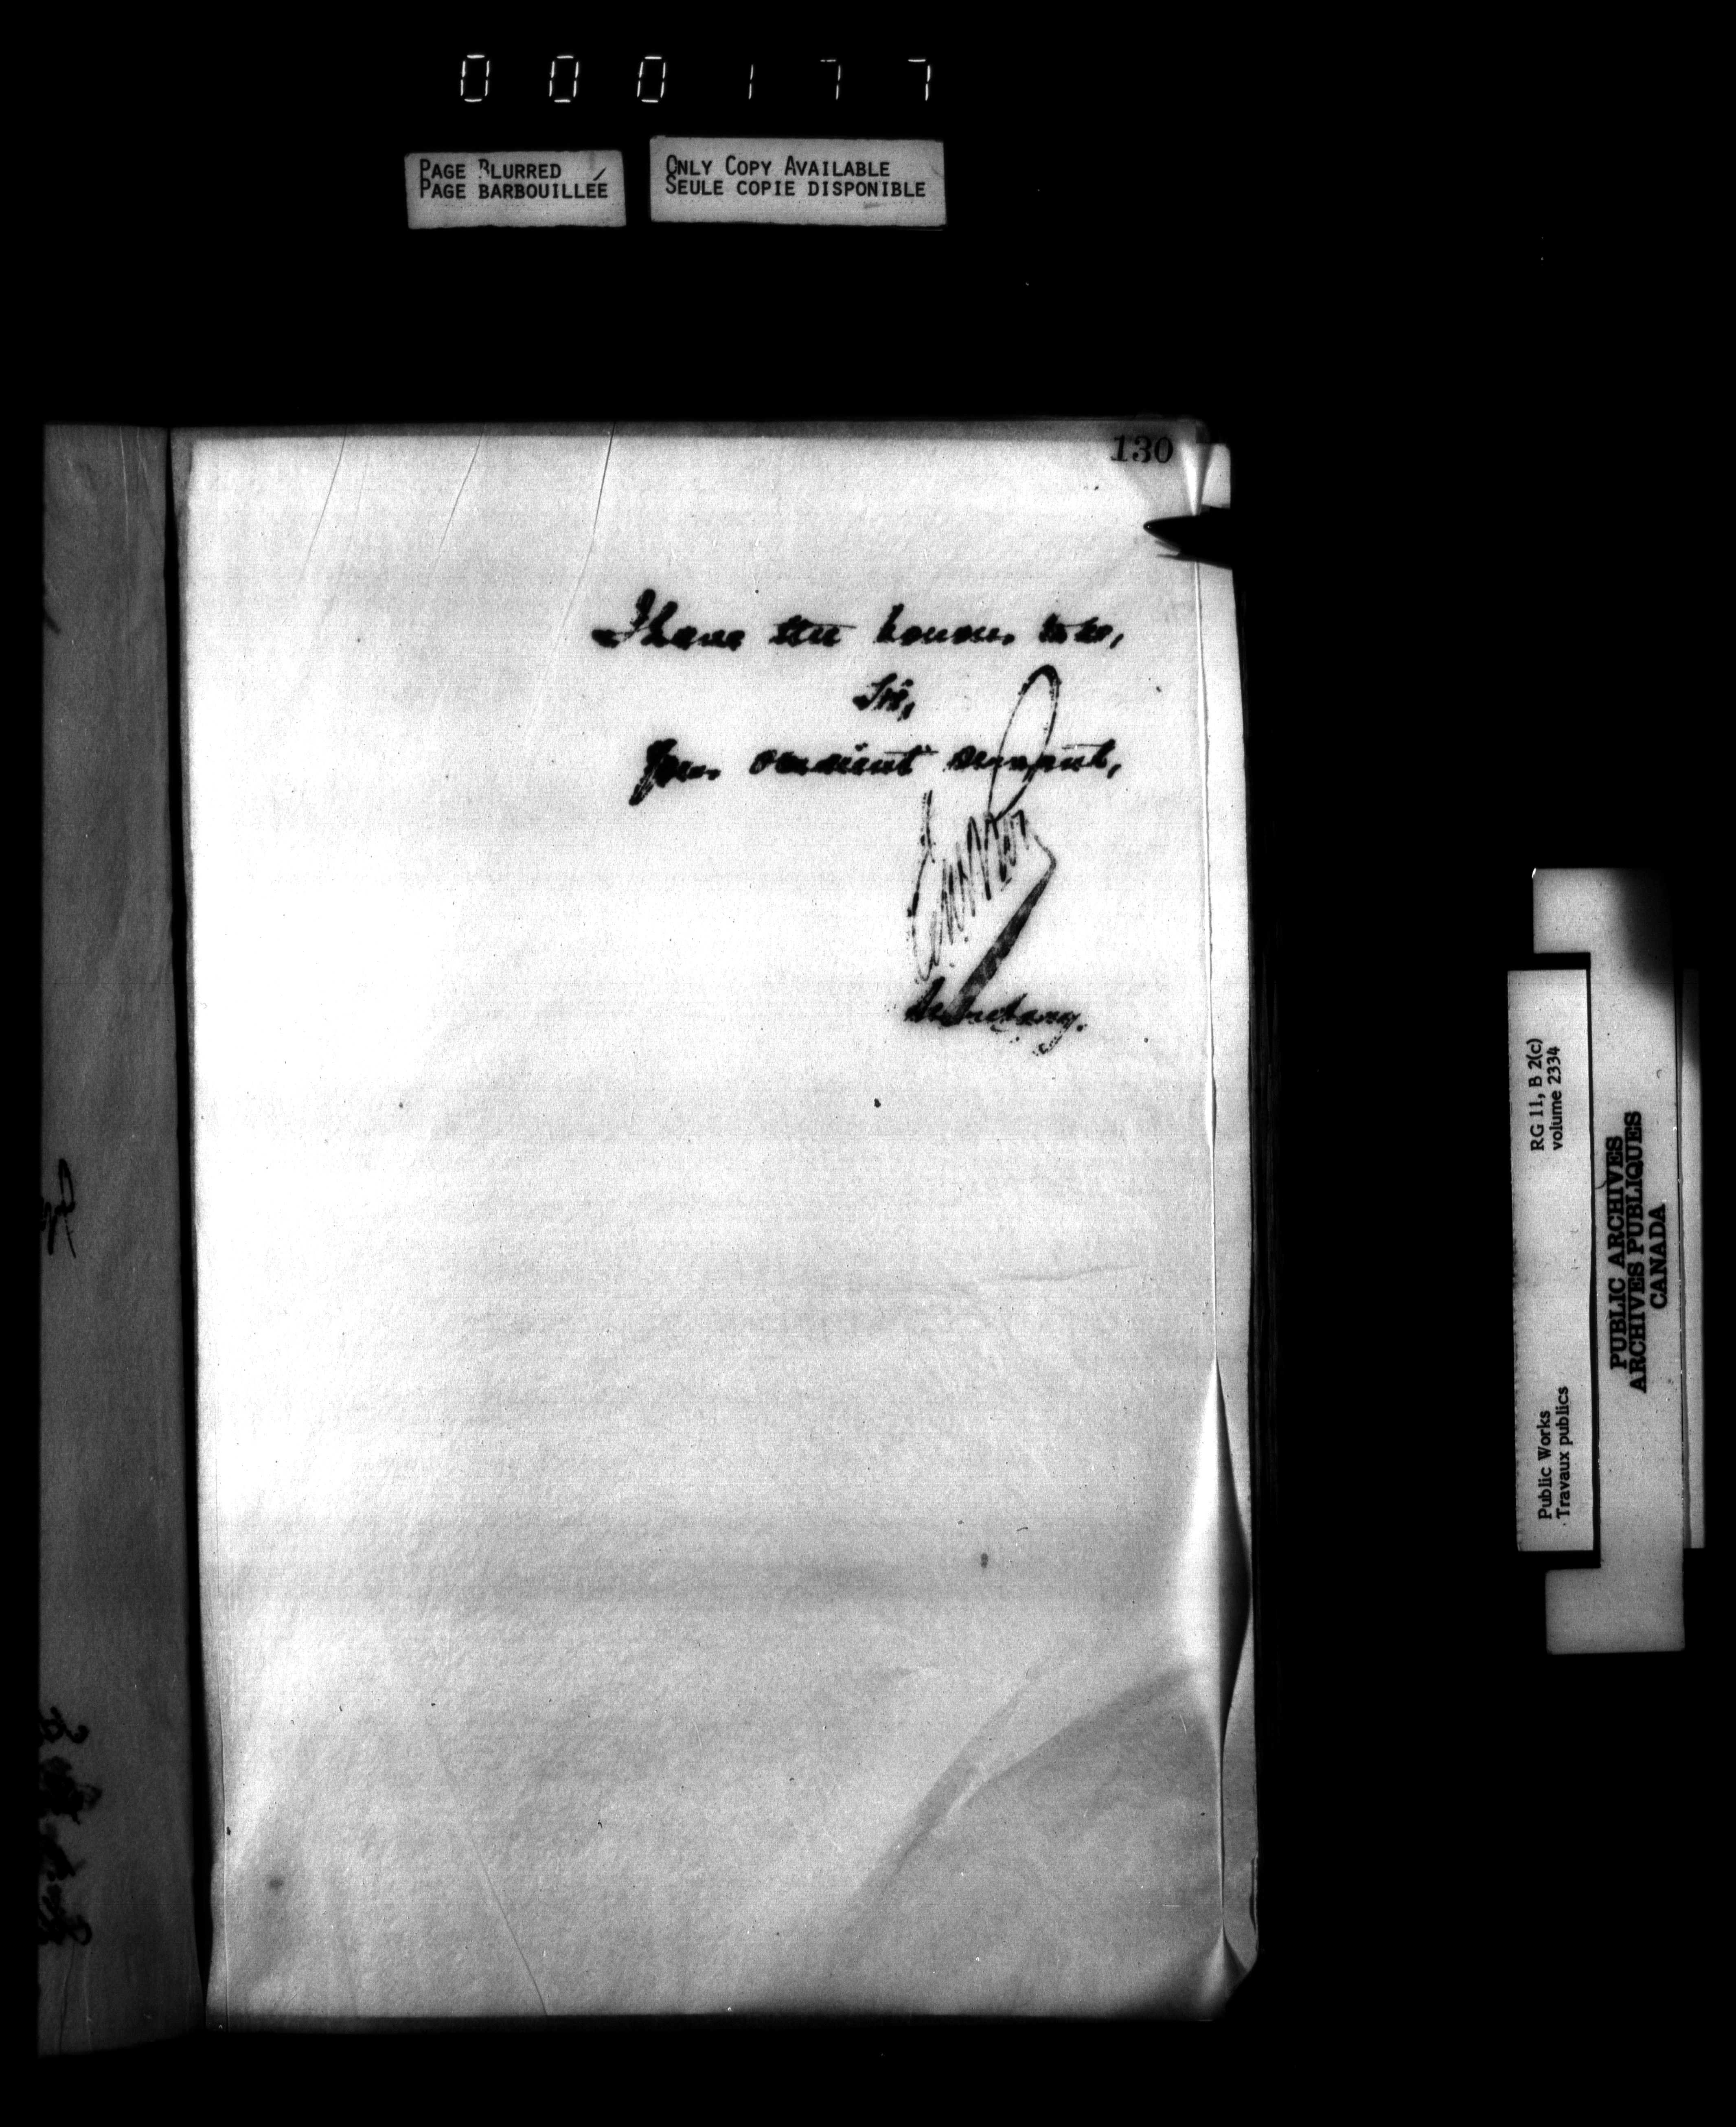 000177
PAGE BLURRED
PAGE BARBOUILLÉE
ONLY COPY AVAILABLE
SEULE COPIE DISPONIBLE
130
I have the honour to be,
Sir,
Your obedient servant,
Secretary.
RG 11, B 2(c)
volume 2334
Public Works
Travaux publics
PUBLIC ARCHIVES
ARCHIVES PUBLIQUES
CANADA